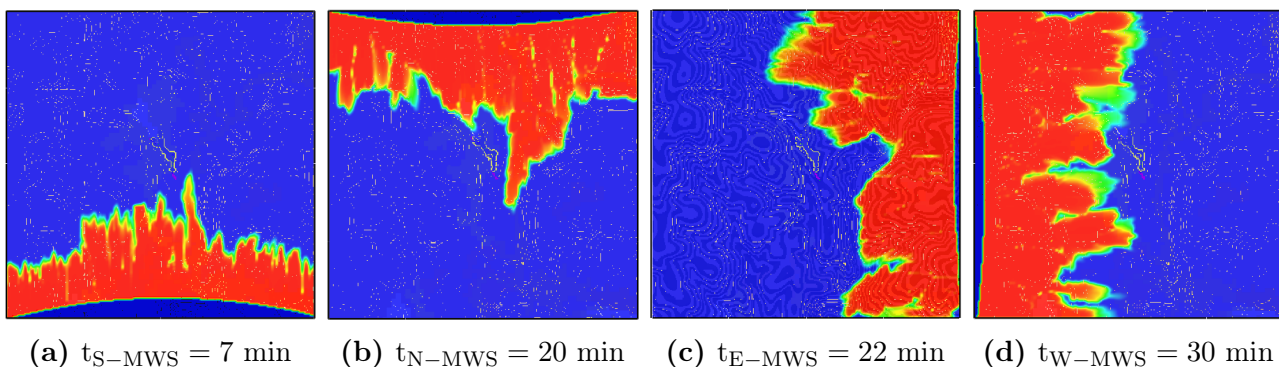 (a) t_S−MWS = 7 min
(b) t_N−MWS = 20 min
(c) t_E−MWS = 22 min
(d) t_W−MWS = 30 min